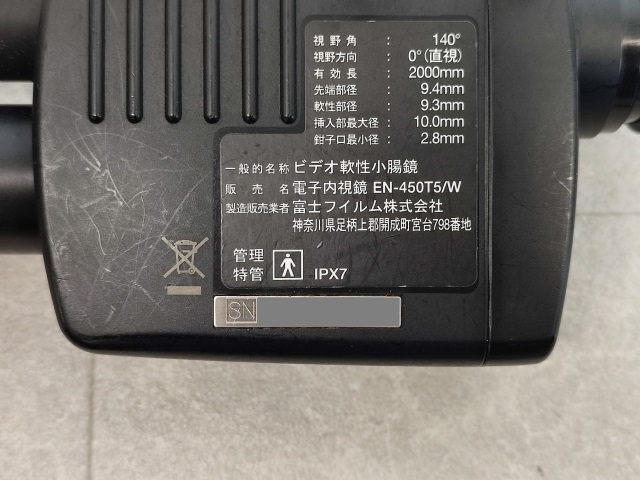 視野角 : 140°
視野方向 : 0°(直視)
有効長 : 2000mm
先端部径 : 9.4mm
軟性部径 : 9.3mm
挿入部最大径 : 10.0mm
鉗子口最小径 : 2.8mm
一般的名称 ビデオ軟性小腸鏡
販売名 電子内視鏡 EN-450T5/W
製造販売業者 富士フイルム株式会社
神奈川県足柄上郡開成町宮台798番地
管理
特管 IPX7
SN